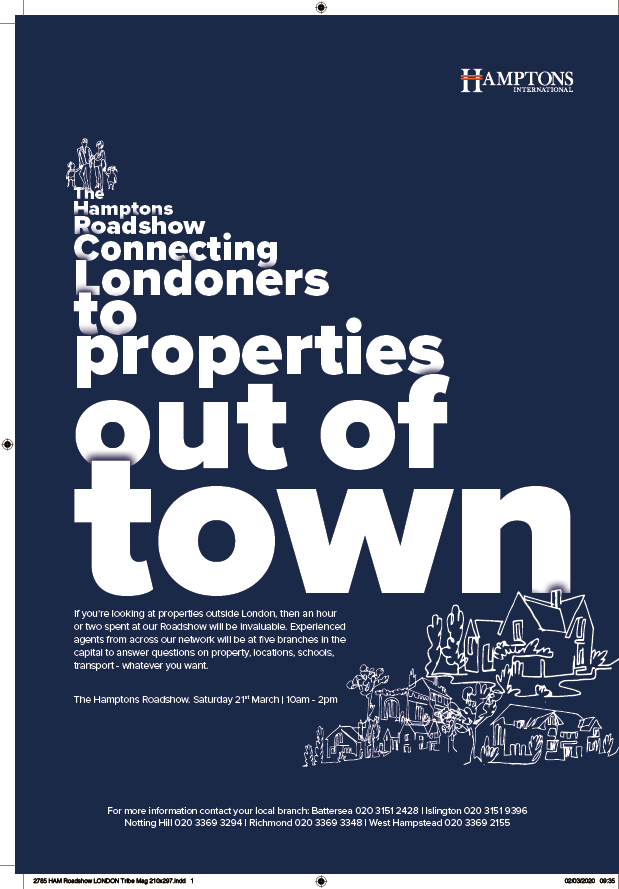 HAMPTONS
INTERNATIONAL
The
Hamptons
Roadshow
Connecting
Londoners
to
properties
out of
town
If you're looking at properties outside London, then an hour
or two spent at our Roadshow will be invaluable. Experienced
agents from across our network will be at five branches in the
capital to answer questions on property, locations, schools,
transport - whatever you want.
The Hamptons Roadshow. Saturday 21st March | 10am - 2pm
For more information contact your local branch: Battersea 020 3151 2428 | Islington 020 3151 9396
Notting Hill 020 3369 3294 | Richmond 020 3369 3348 | West Hampstead 020 3369 2155
2765 HAM Roadshow LONDON Tribe Mag 210x297.indd 1 02/03/2020 09:35